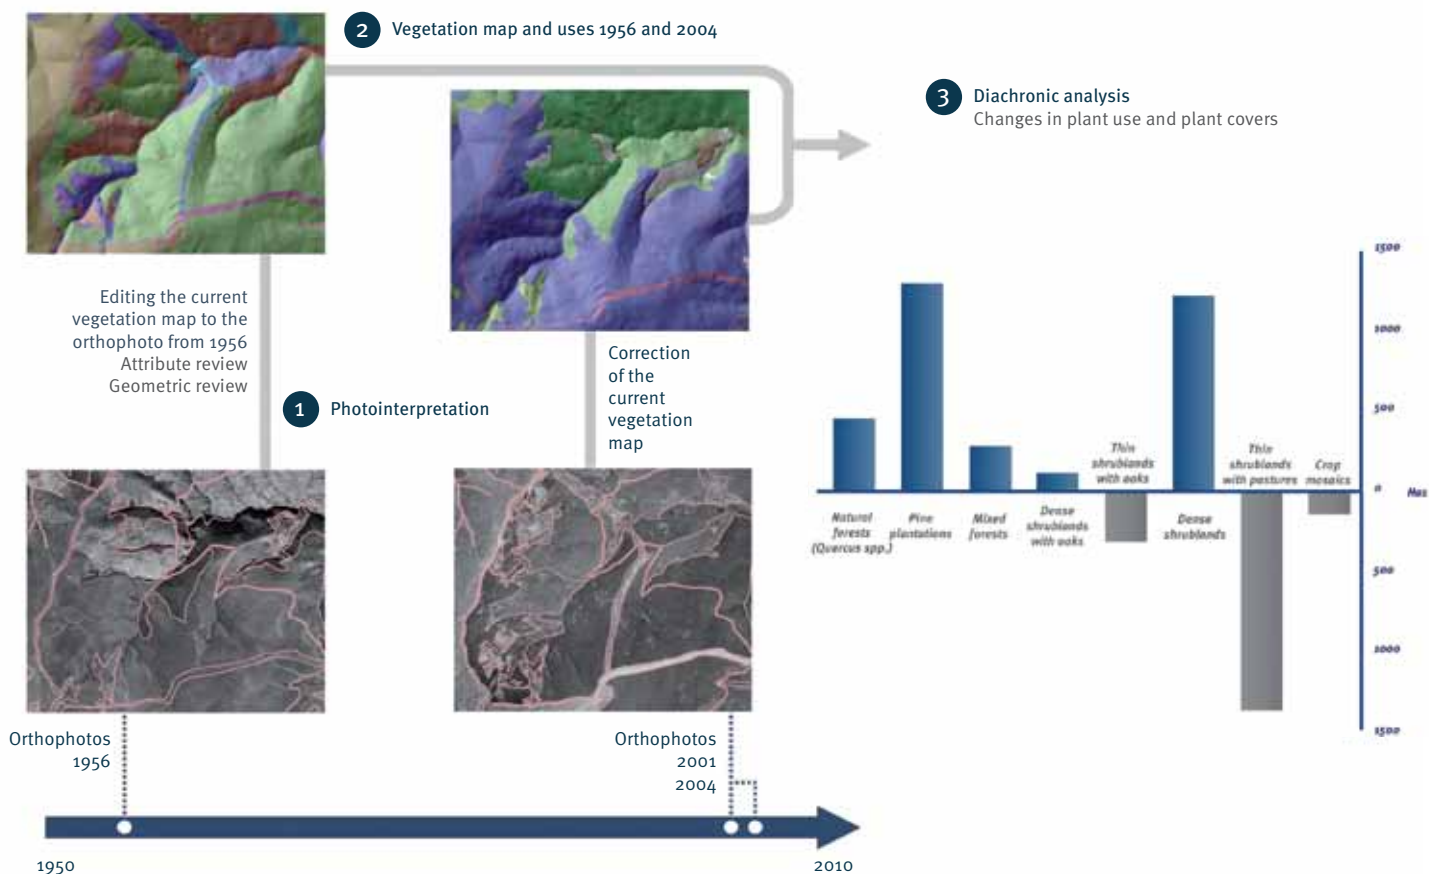 2 Vegetation map and uses 1956 and 2004
3 Diachronic analysis
Changes in plant use and plant covers
Editing the current
vegetation map to the
orthophoto from 1956
Attribute review
Geometric review
1 Photointerpretation
Correction
of the
current
vegetation
map
Orthophotos
1956
Orthophotos
2001
2004
1950
2010
1500
1000
500
0 Has
500
1000
1500
Natural
forests
(Quercus spp.)
Pine
plantations
Mixed
forests
Dense
shrublands
with oaks
Thin
shrublands
with oaks
Dense
shrublands
Thin
shrublands
with pastures
Crop
mosaics